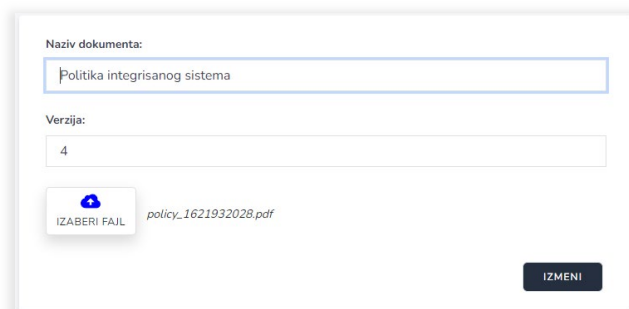 Naziv dokumenta:
Politika integrisanog sistema
Verzija:
4
IZABERI FAJL
policy_1621932028.pdf
IZMENI